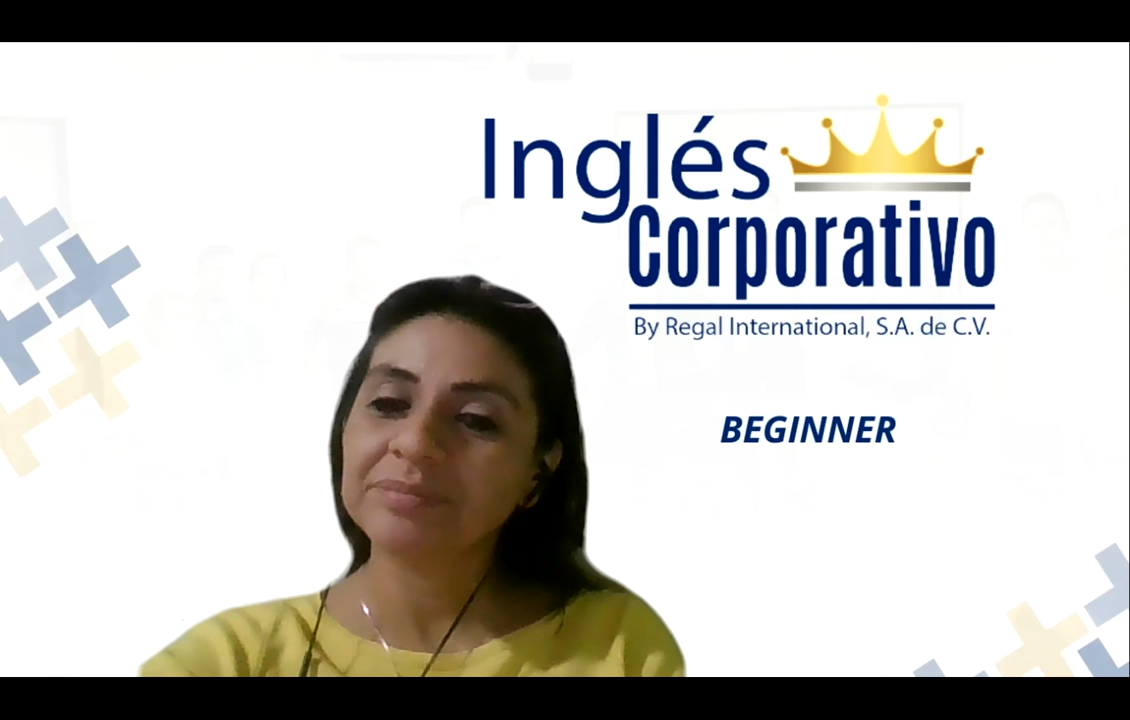 Inglés
Corporativo
By Regal International, S.A. de C.V.
BEGINNER